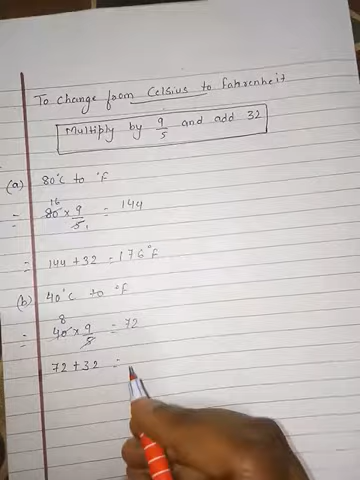 To change from Celsius to Fahrenheit
Multiply by 9/5 and add 32
(a) 80°C to °F
= 80 16 × 9/5 1 = 144
= 144 + 32 = 176°F
(b) 40°C to °F
= 40 8 × 9/5 = 72
72 + 32 =